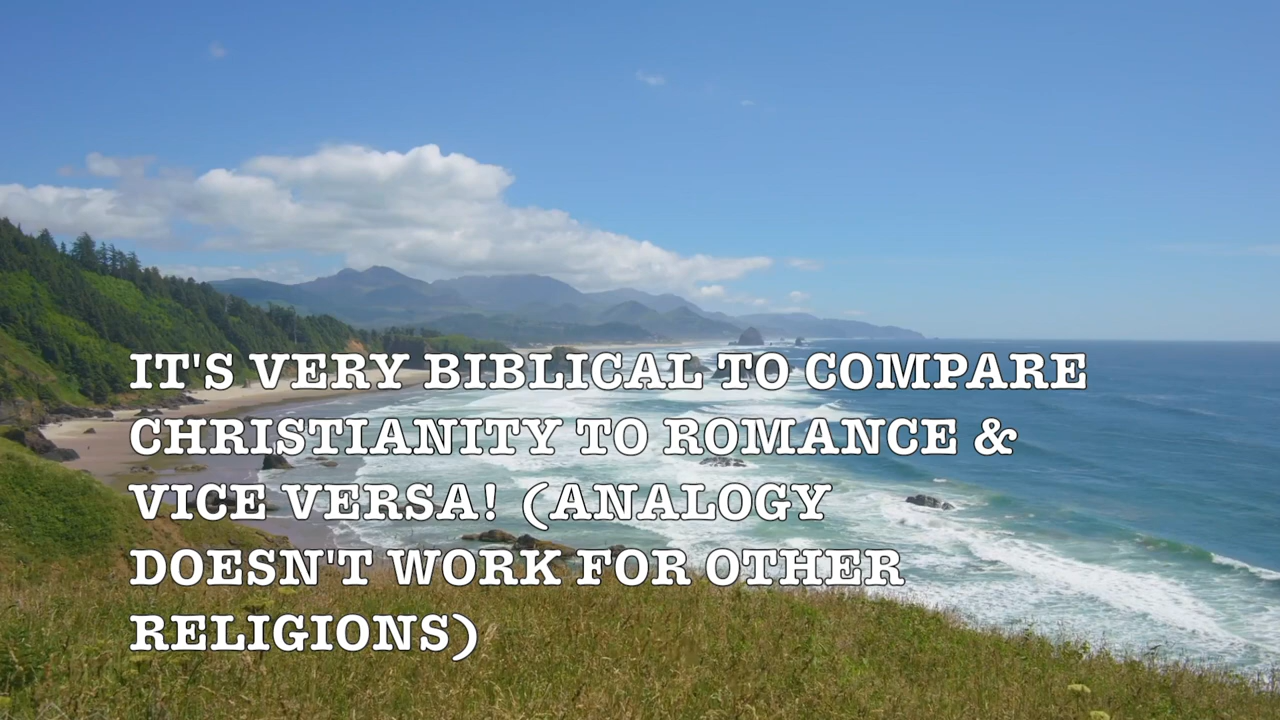 IT'S VERY BIBLICAL TO COMPARE
CHRISTIANITY TO ROMANCE &
VICE VERSA! (ANALOGY
DOESN'T WORK FOR OTHER
RELIGIONS)